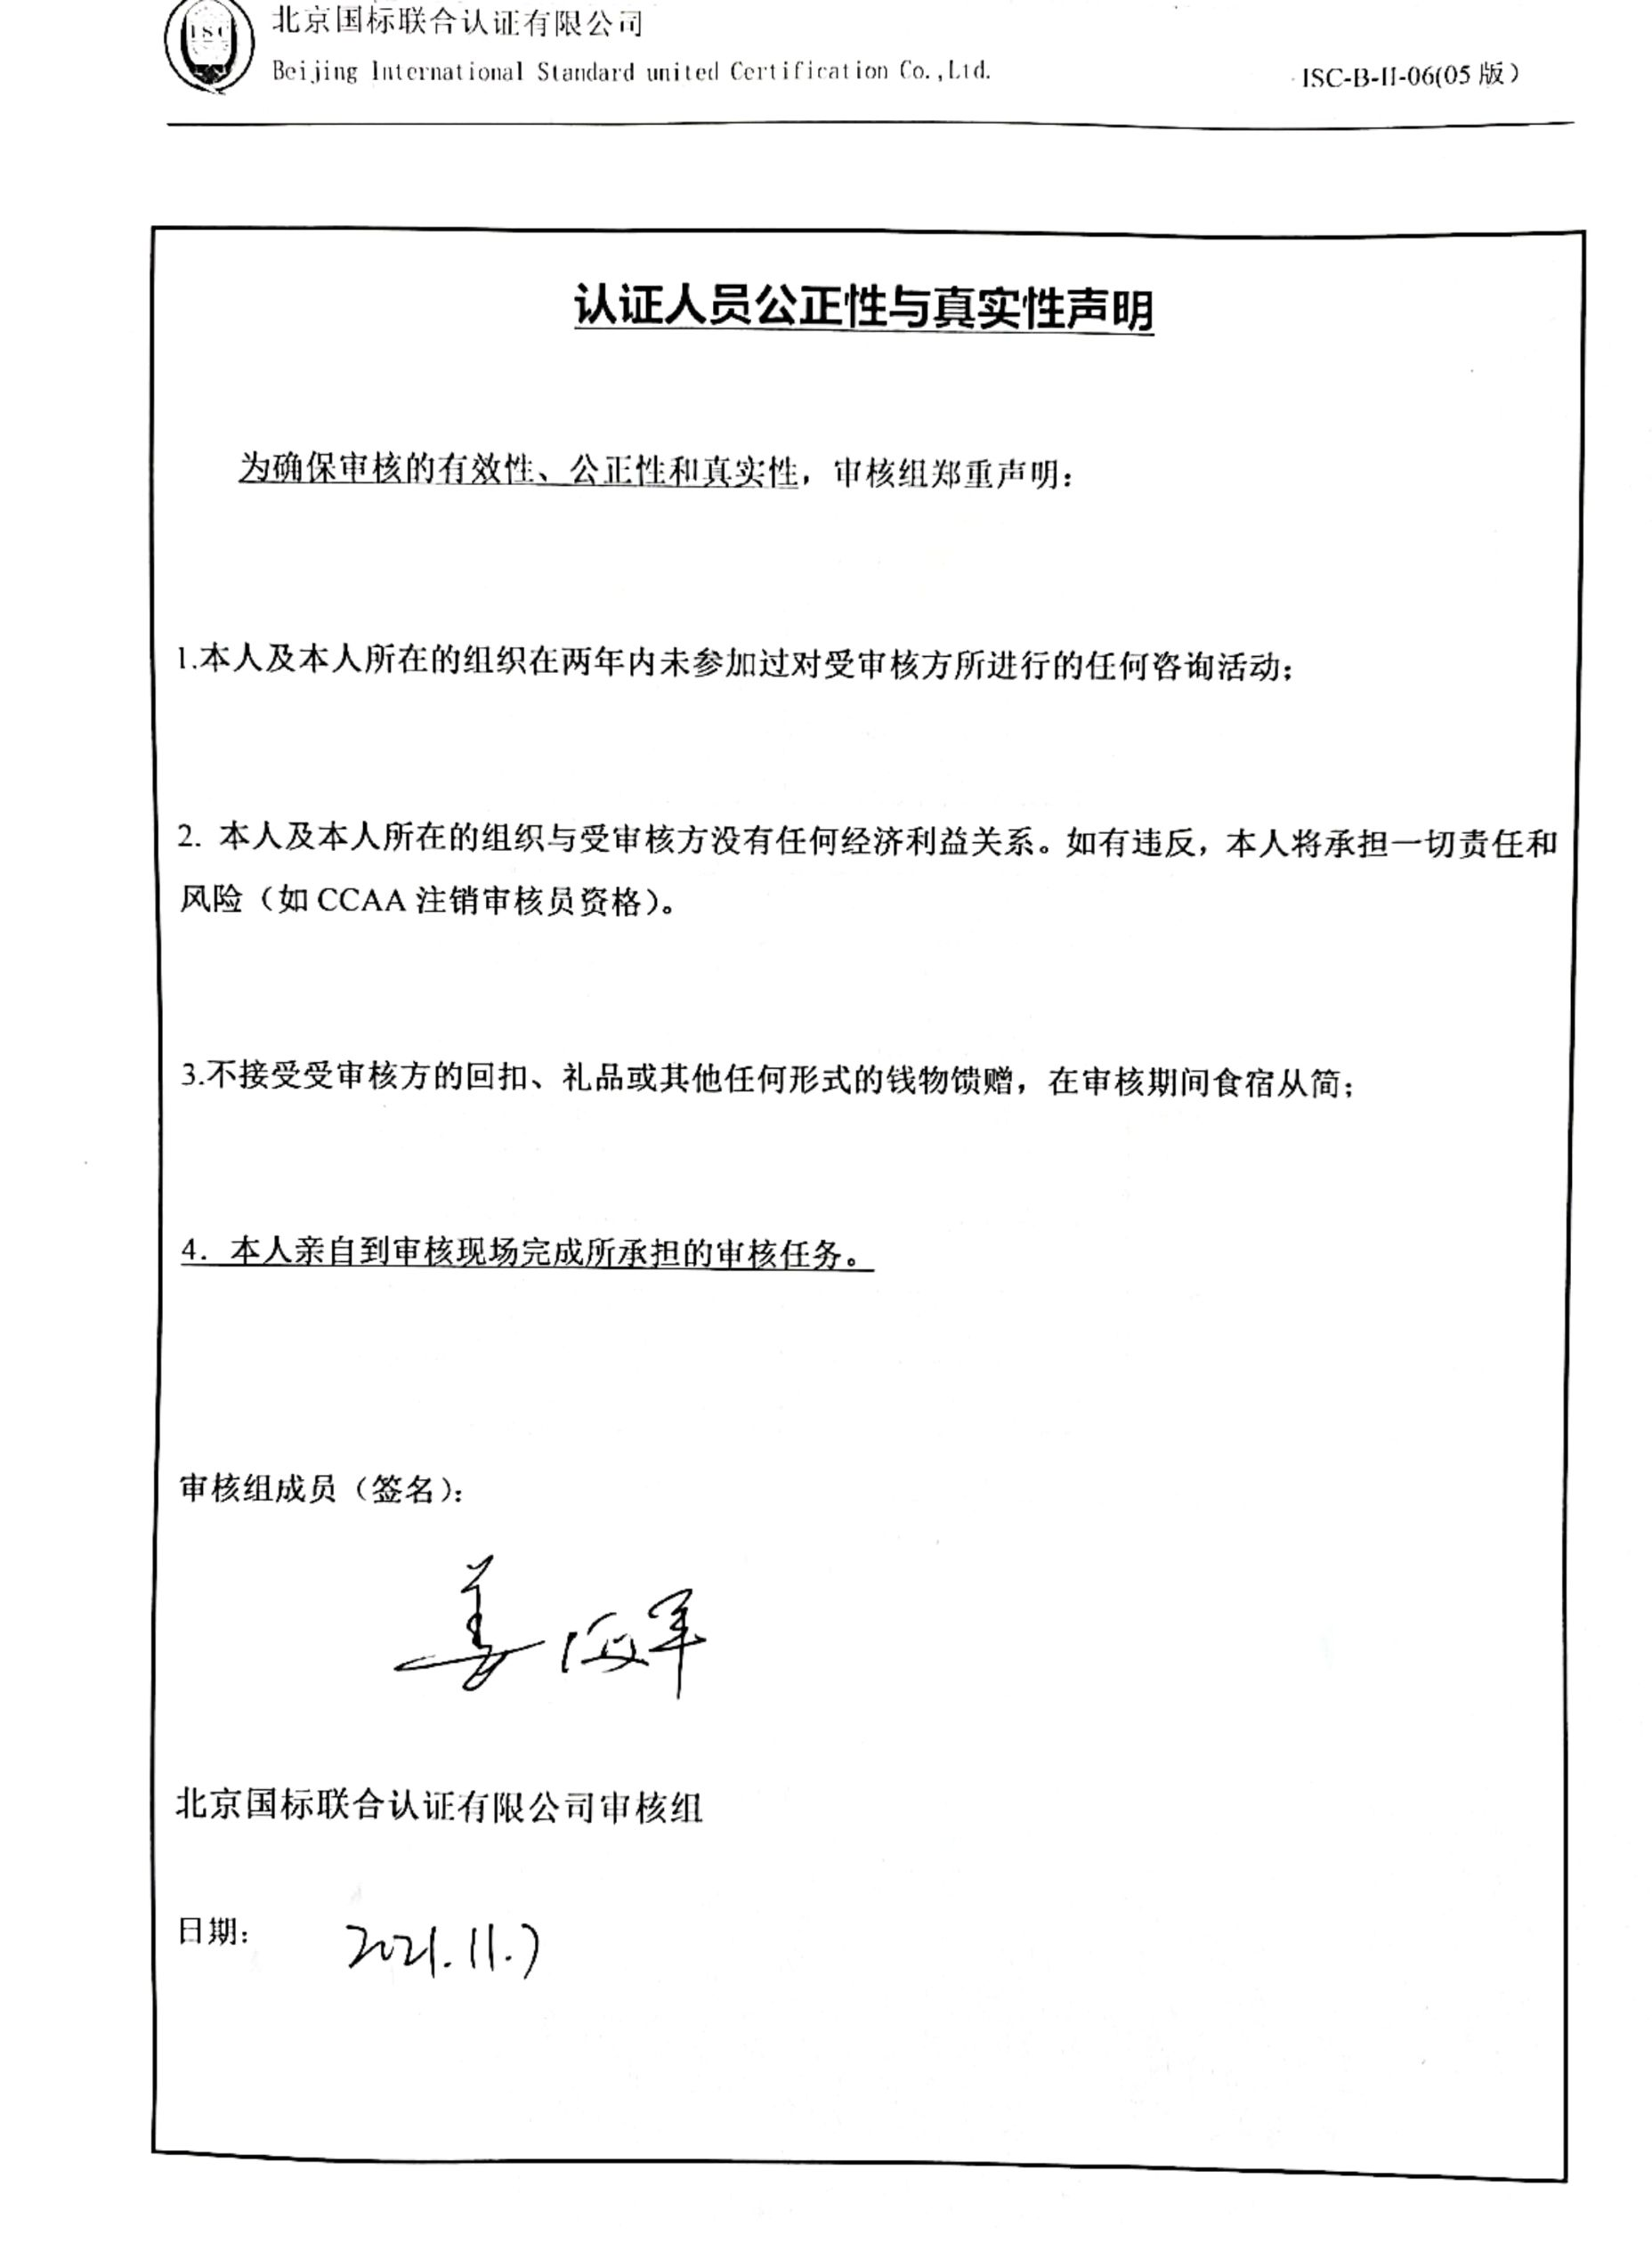 ISC
北京国标联合认证有限公司
Beijing International Standard united Certification Co.,Ltd.
ISC-B-II-06(05 版)
认证人员公正性与真实性声明
为确保审核的有效性、公正性和真实性，审核组郑重声明：
1.本人及本人所在的组织在两年内未参加过对受审核方所进行的任何咨询活动；
2. 本人及本人所在的组织与受审核方没有任何经济利益关系。如有违反，本人将承担一切责任和
风险（如 CCAA 注销审核员资格）。
3.不接受受审核方的回扣、礼品或其他任何形式的钱物馈赠，在审核期间食宿从简；
4. 本人亲自到审核现场完成所承担的审核任务。
审核组成员（签名）：
姜海军
北京国标联合认证有限公司审核组
日期： 2021.11.7